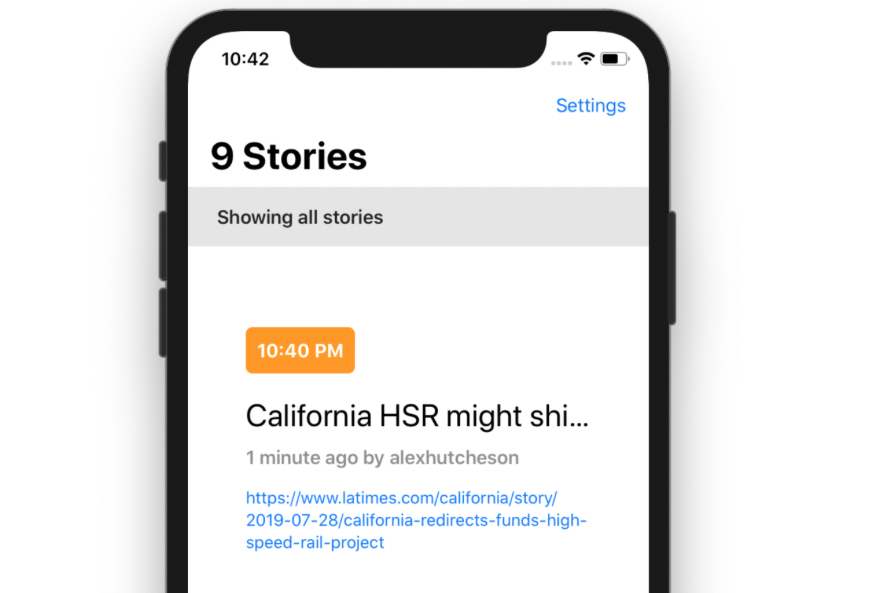 10:42
Settings
9 Stories
Showing all stories
10:40 PM
California HSR might shi...
1 minute ago by alexhutcheson
https://www.latimes.com/california/story/
2019-07-28/california-redirects-funds-high-
speed-rail-project